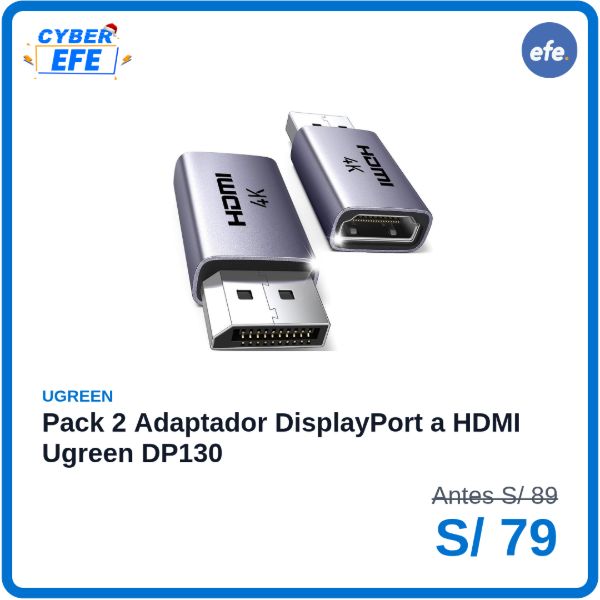 CYBER
EFE
efe.
HDMI
4K
HDMI
4K
UGREEN
Pack 2 Adaptador DisplayPort a HDMI
Ugreen DP130
Antes S/ 89
S/ 79